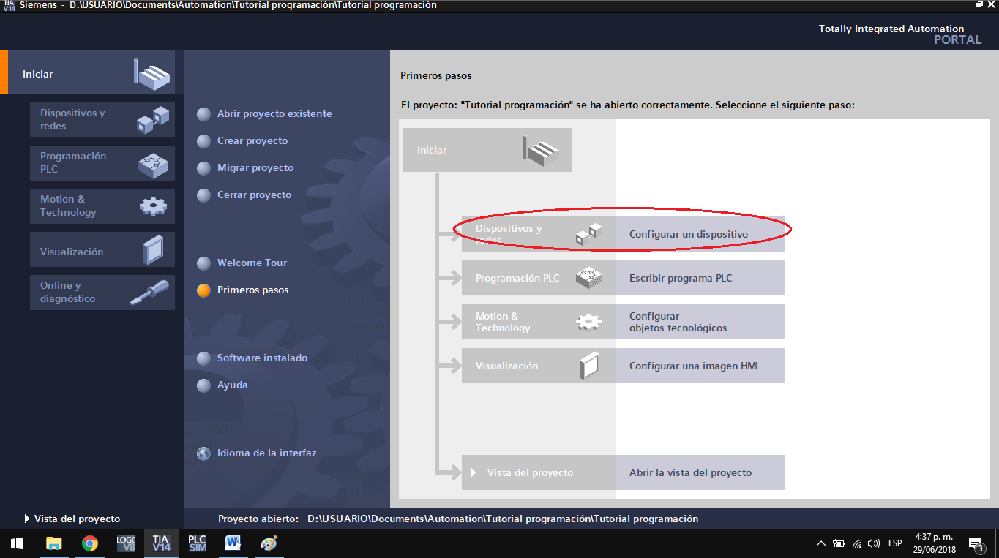 TIA V14 Siemens - D:\USUARIO\Documents\Automation\Tutorial programación\Tutorial programación
Totally Integrated Automation
PORTAL
Iniciar
Dispositivos y
redes
Programación
PLC
Motion &
Technology
Visualización
Online y
diagnóstico
Vista del proyecto
Abrir proyecto existente
Crear proyecto
Migrar proyecto
Cerrar proyecto
Welcome Tour
Primeros pasos
Software instalado
Ayuda
Idioma de la interfaz
Primeros pasos
El proyecto: "Tutorial programación" se ha abierto correctamente. Seleccione el siguiente paso:
Iniciar
Dispositivos y
redes
Configurar un dispositivo
Programación PLC
Escribir programa PLC
Motion &
Technology
Configurar
objetos tecnológicos
Visualización
Configurar una imagen HMI
Vista del proyecto
Abrir la vista del proyecto
Proyecto abierto: D:\USUARIO\Documents\Automation\Tutorial programación\Tutorial programación
LOGO
V8
TIA
V14
PLC
SIM
W
ESP
4:37 p. m.
29/06/2018
3